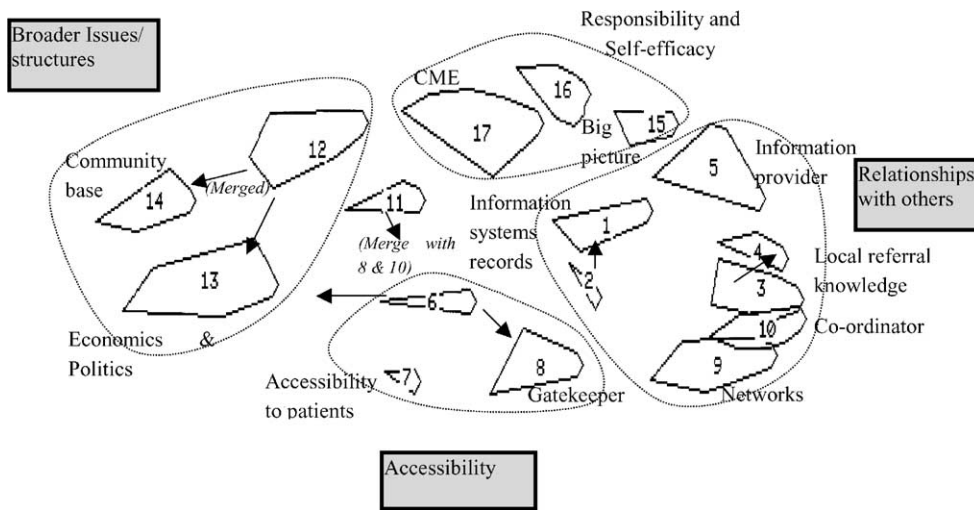 Broader Issues/
structures
Responsibility and
Self-efficacy
CME
16
17
Big
picture
15
12
Community
base
(Merged)
14
11
(Merge with
8 & 10)
13
Economics &
Politics
Information
systems
records
5
Information
provider
Relationships
with others
1
2
4
Local referral
knowledge
3
10
Co-ordinator
9
Networks
6
7
8
Accessibility
to patients
Gatekeeper
Accessibility